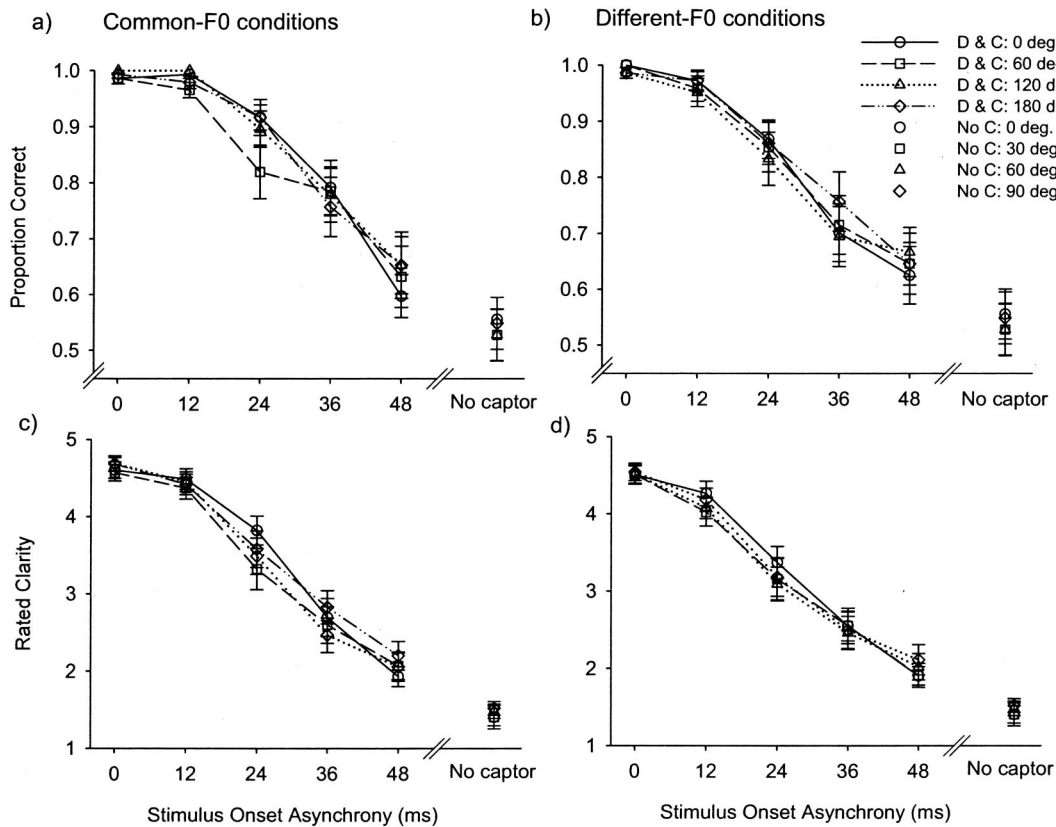 a) Common-F0 conditions
b) Different-F0 conditions
Proportion Correct
1.0
0.9
0.8
0.7
0.6
0.5
0 12 24 36 48 No captor
1.0
0.9
0.8
0.7
0.6
0.5
0 12 24 36 48 No captor
D & C: 0 deg
D & C: 60 de
D & C: 120 d
D & C: 180 d
No C: 0 deg.
No C: 30 deg
No C: 60 deg
No C: 90 deg
c)
Rated Clarity
5
4
3
2
1
0 12 24 36 48 No captor
Stimulus Onset Asynchrony (ms)
d)
5
4
3
2
1
0 12 24 36 48 No captor
Stimulus Onset Asynchrony (ms)